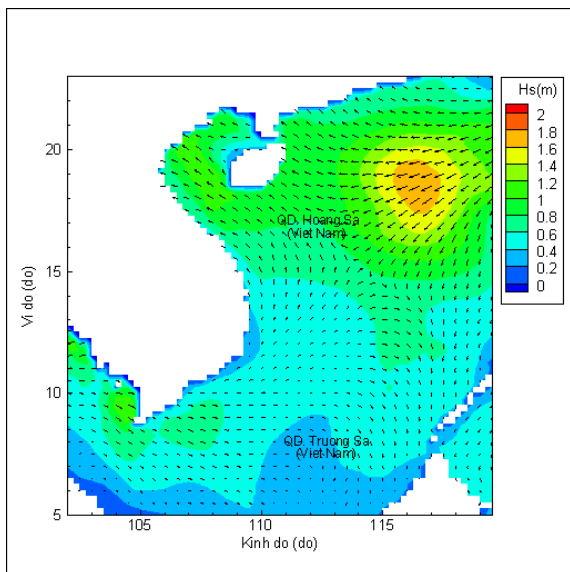 Hs(m)
2
1.8
1.6
1.4
1.2
1
0.8
0.6
0.4
0.2
0
20
15
10
5
Vi do (do)
QD. Hoang Sa
(Viet Nam)
QD. Truong Sa
(Viet Nam)
105
110
115
Kinh do (do)